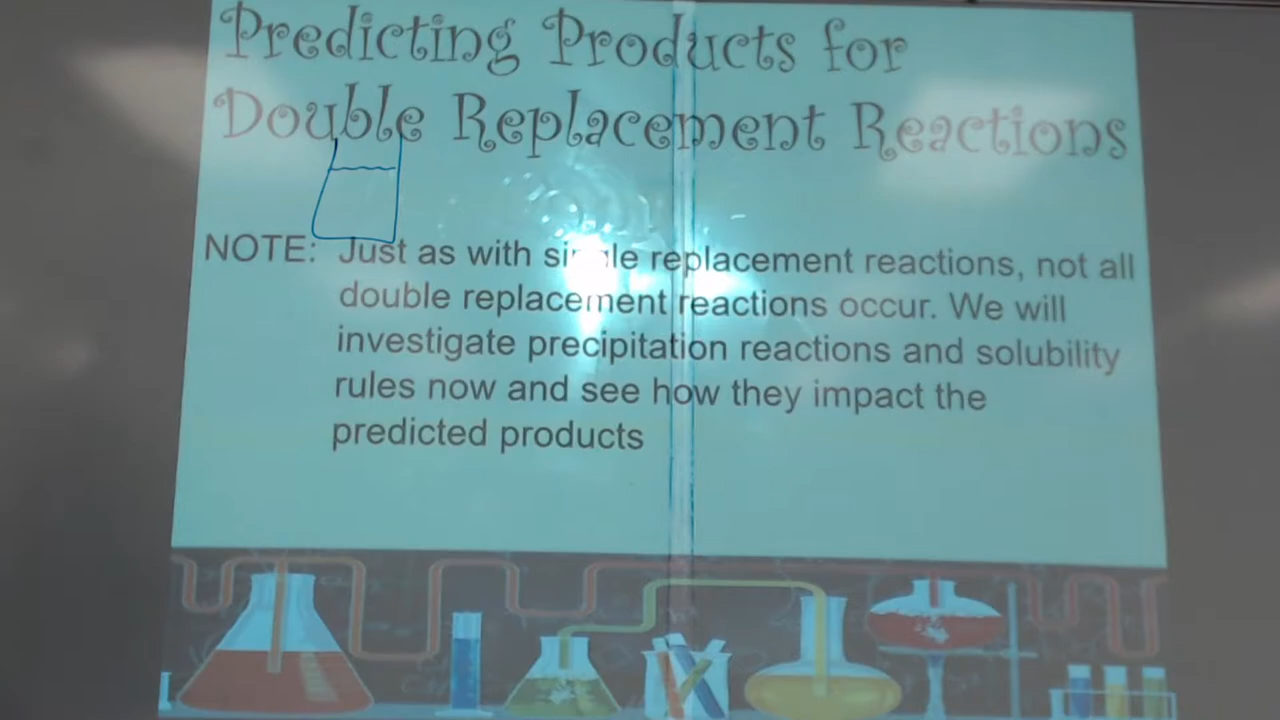 Predicting Products for
Double Replacement Reactions
NOTE: Just as with single replacement reactions, not all
double replacement reactions occur. We will
investigate precipitation reactions and solubility
rules now and see how they impact the
predicted products